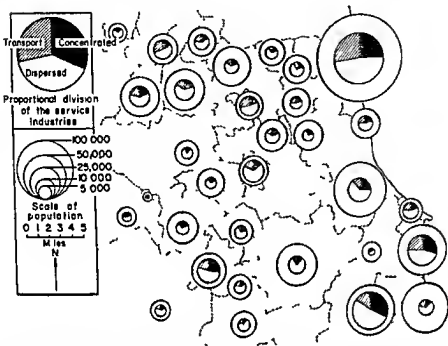 Transport Concentrated
Dispersed
Proportional division
of the service
industries
100 000
50,000
25,000
10 000
5 000
Scale of
population
0 1 2 3 4 5
Miles
N